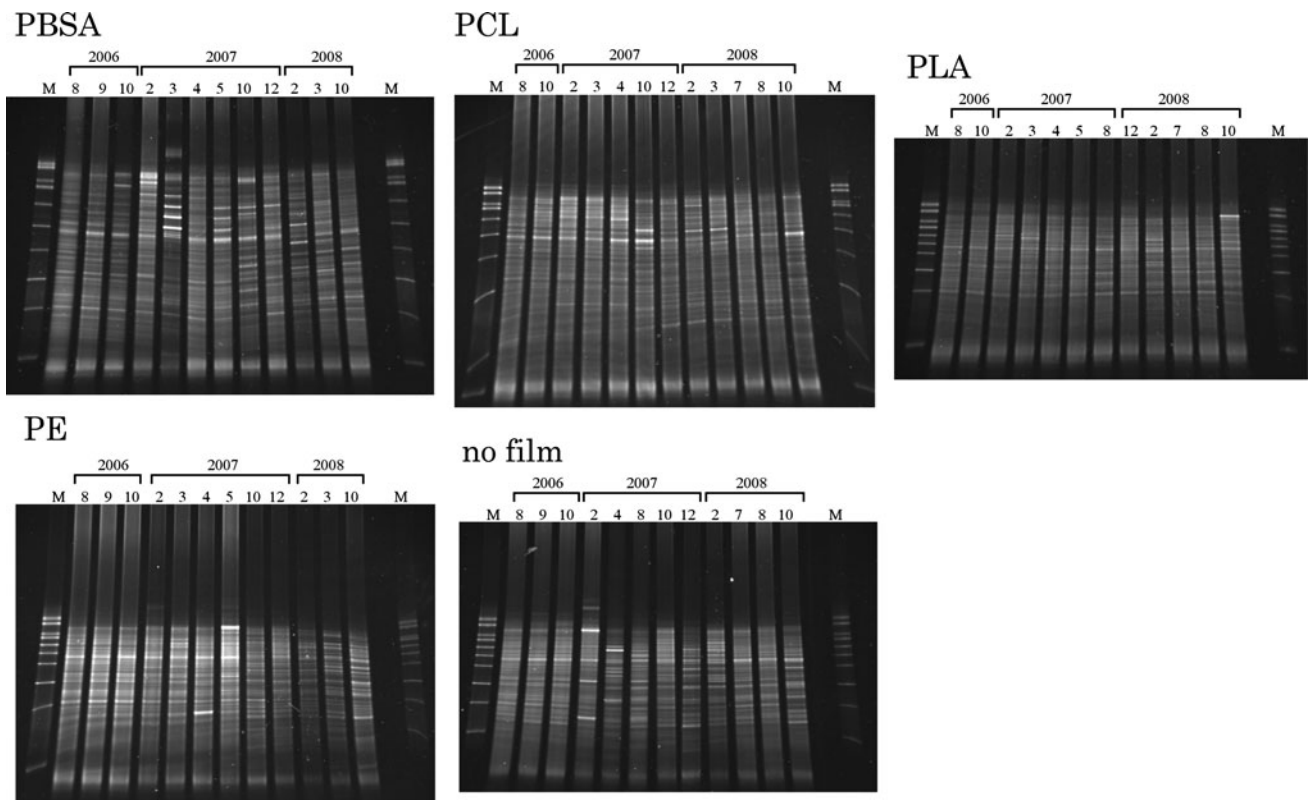 PBSA
2006 2007 2008
M 8 9 10 2 3 4 5 10 12 2 3 10 M
PCL
2006 2007 2008
M 8 10 2 3 4 10 12 2 3 7 8 10 M
PLA
2006 2007 2008
M 8 10 2 3 4 5 8 12 2 7 8 10 M
PE
2006 2007 2008
M 8 9 10 2 3 4 5 10 12 2 3 10 M
no film
2006 2007 2008
M 8 9 10 2 4 8 10 12 2 7 8 10 M